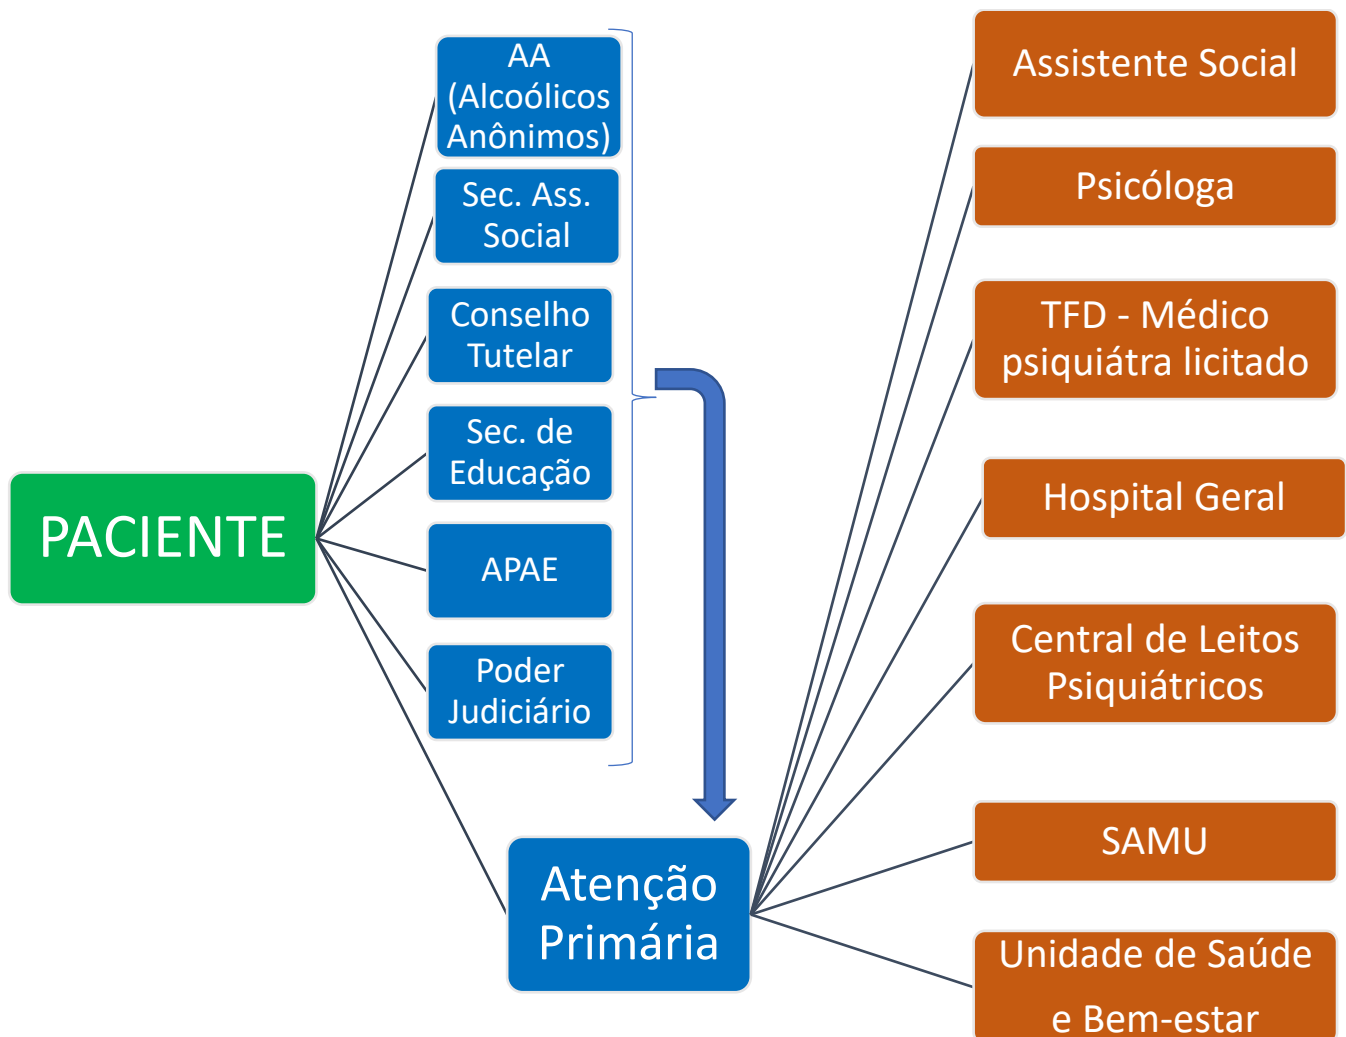 PACIENTE
AA
(Alcoólicos
Anônimos)
Sec. Ass.
Social
Conselho
Tutelar
Sec. de
Educação
APAE
Poder
Judiciário
Atenção
Primária
Assistente Social
Psicóloga
TFD - Médico
psiquiátra licitado
Hospital Geral
Central de Leitos
Psiquiátricos
SAMU
Unidade de Saúde
e Bem-estar